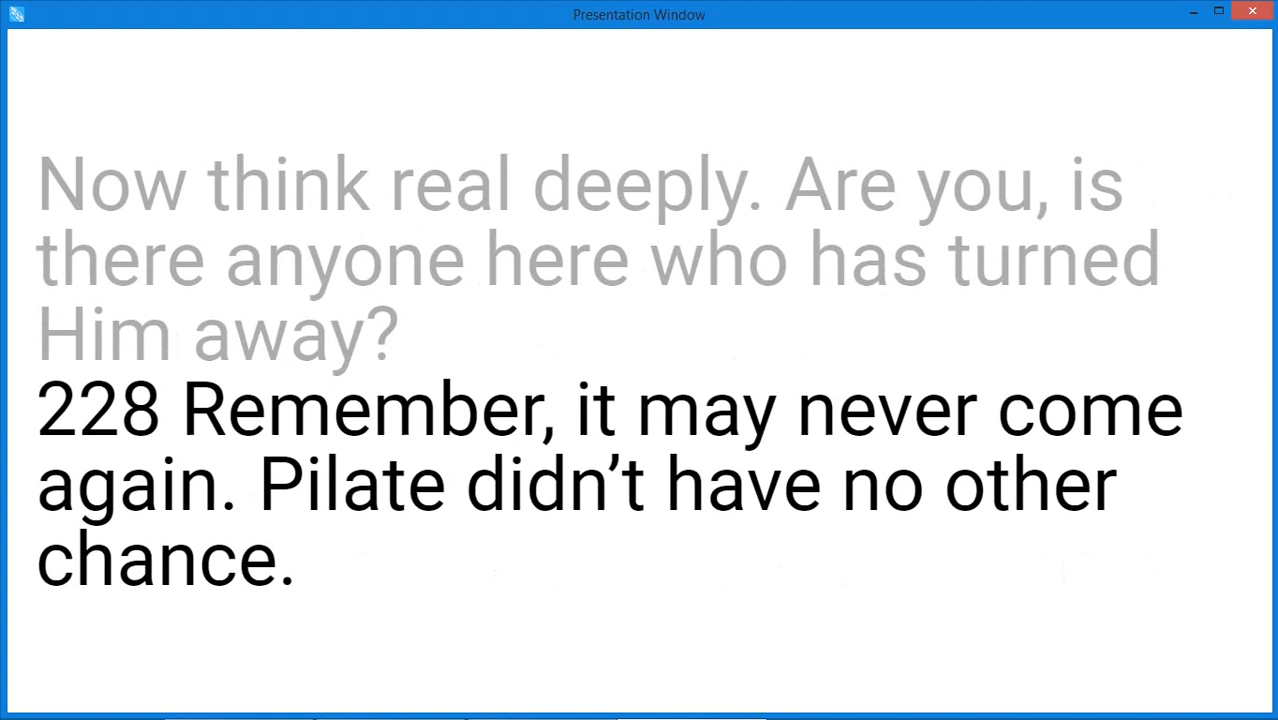 Presentation Window
Now think real deeply. Are you, is
there anyone here who has turned
Him away?
228 Remember, it may never come
again. Pilate didn’t have no other
chance.